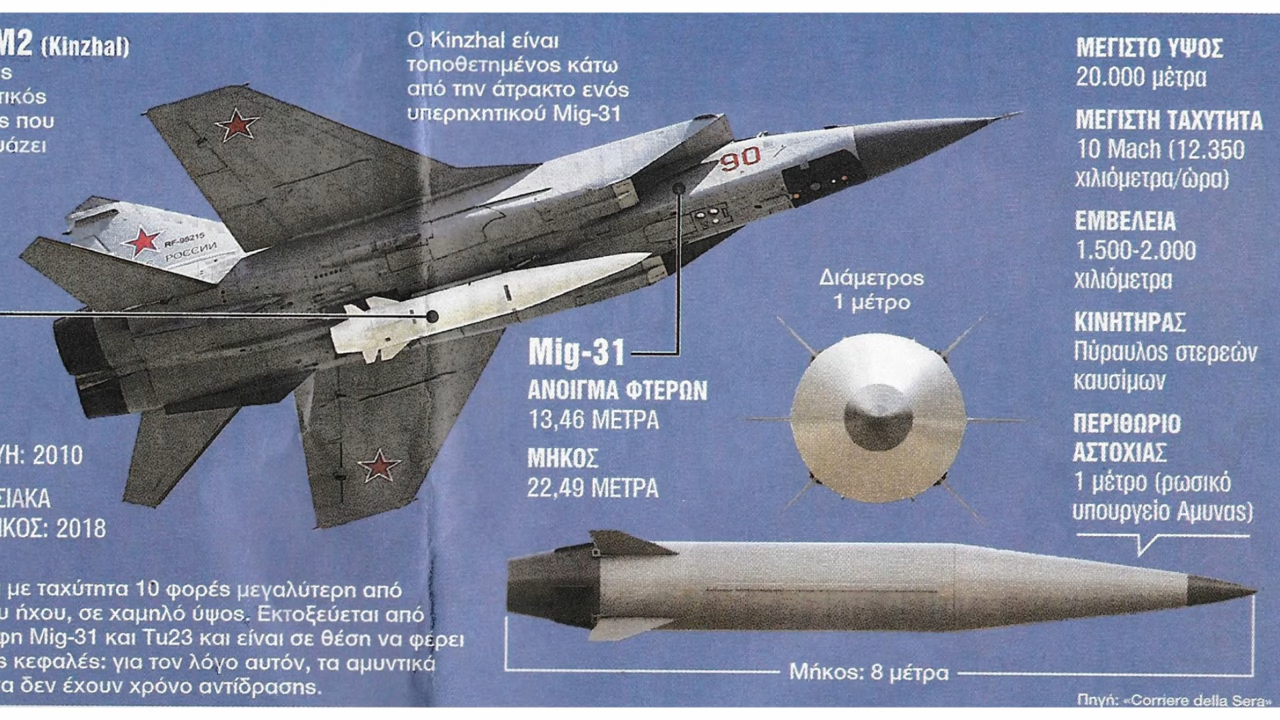 M2 (Kinzhal)
ς
τικός
ς που
υάζει
Ο Kinzhal είναι
τοποθετημένος κάτω
από την άτρακτο ενός
υπερηχητικού Mig-31
90
RF-95215
РОССИИ
Mig-31
ΑΝΟΙΓΜΑ ΦΤΕΡΩΝ
13,46 ΜΕΤΡΑ
ΜΗΚΟΣ
22,49 ΜΕΤΡΑ
Διάμετρος
1 μέτρο
ΜΕΓΙΣΤΟ ΥΨΟΣ
20.000 μέτρα
ΜΕΓΙΣΤΗ ΤΑΧΥΤΗΤΑ
10 Mach (12.350
χιλιόμετρα/ώρα)
ΕΜΒΕΛΕΙΑ
1.500-2.000
χιλιόμετρα
ΚΙΝΗΤΗΡΑΣ
Πύραυλος στερεών
καυσίμων
ΠΕΡΙΘΩΡΙΟ
ΑΣΤΟΧΙΑΣ
1 μέτρο (ρωσικό
υπουργείο Αμυνας)
ΥΗ: 2010
ΣΙΑΚΑ
ΙΚΟΣ: 2018
με ταχύτητα 10 φορές μεγαλύτερη από
υ ήχου, σε χαμηλό ύψος. Εκτοξεύεται από
φη Mig-31 και Tu23 και είναι σε θέση να φέρει
ς κεφαλές: για τον λόγο αυτόν, τα αμυντικά
α δεν έχουν χρόνο αντίδρασης.
Μήκος: 8 μέτρα
Πηγή: «Corriere della Sera»